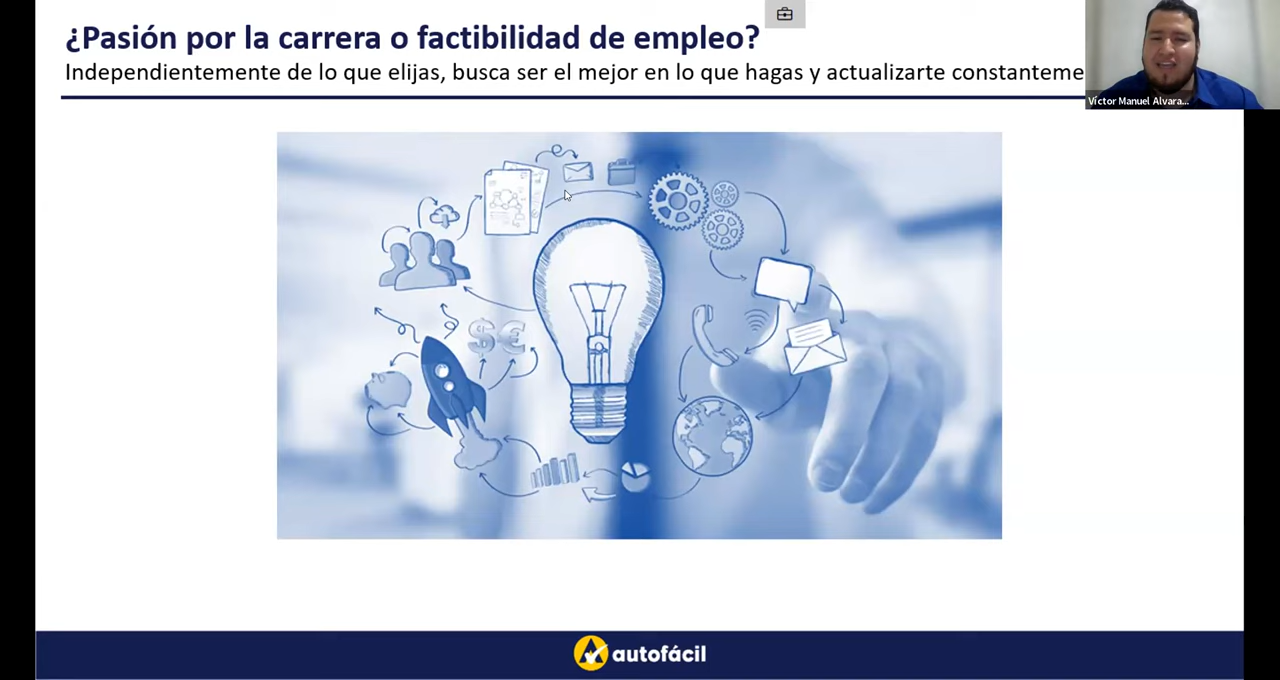 ¿Pasión por la carrera o factibilidad de empleo?
Independientemente de lo que elijas, busca ser el mejor en lo que hagas y actualizarte constanteme
Víctor Manuel Alvara...
$ €
autofácil